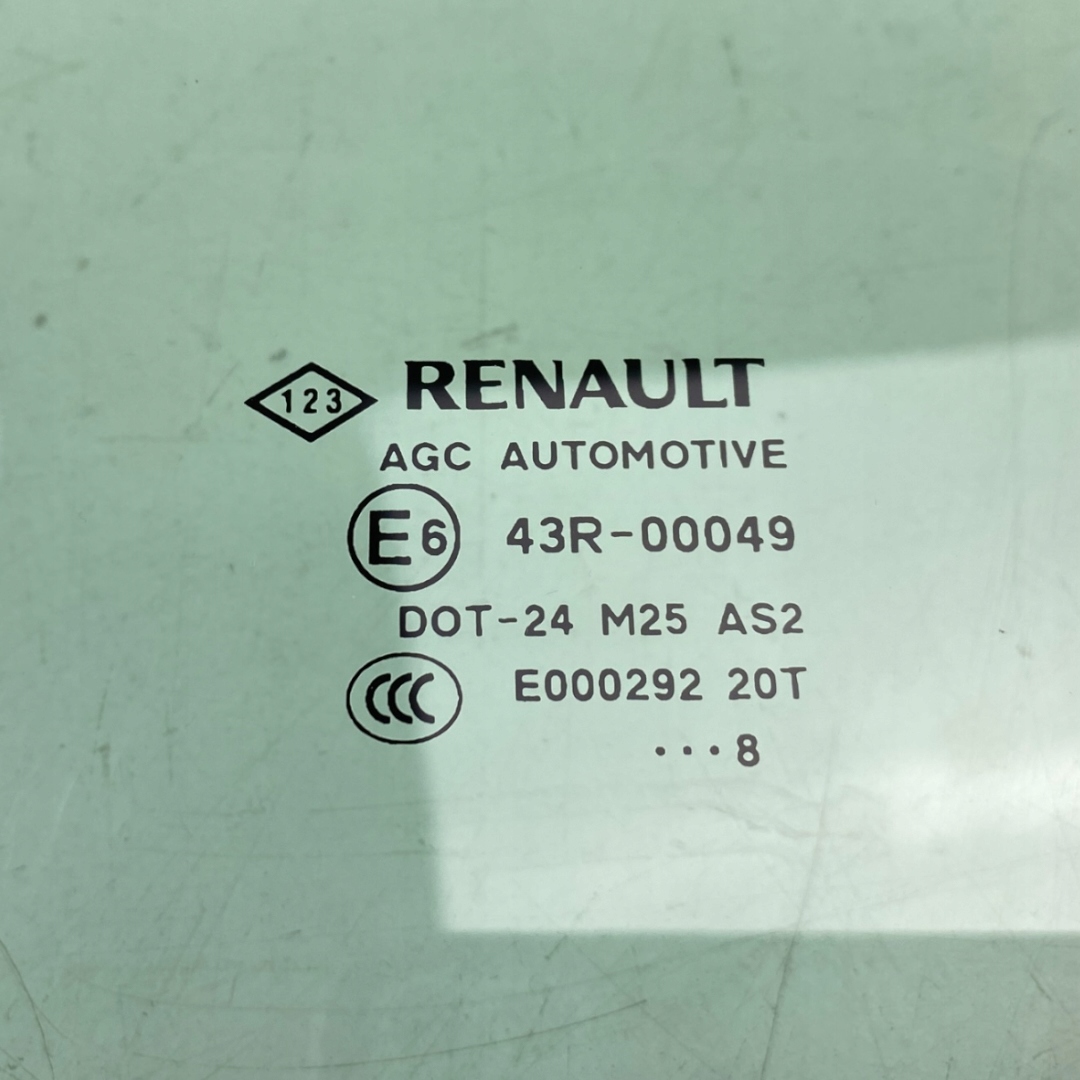 123 RENAULT
AGC AUTOMOTIVE
E6 43R-00049
DOT-24 M25 AS2
CCC E000292 20T
...8